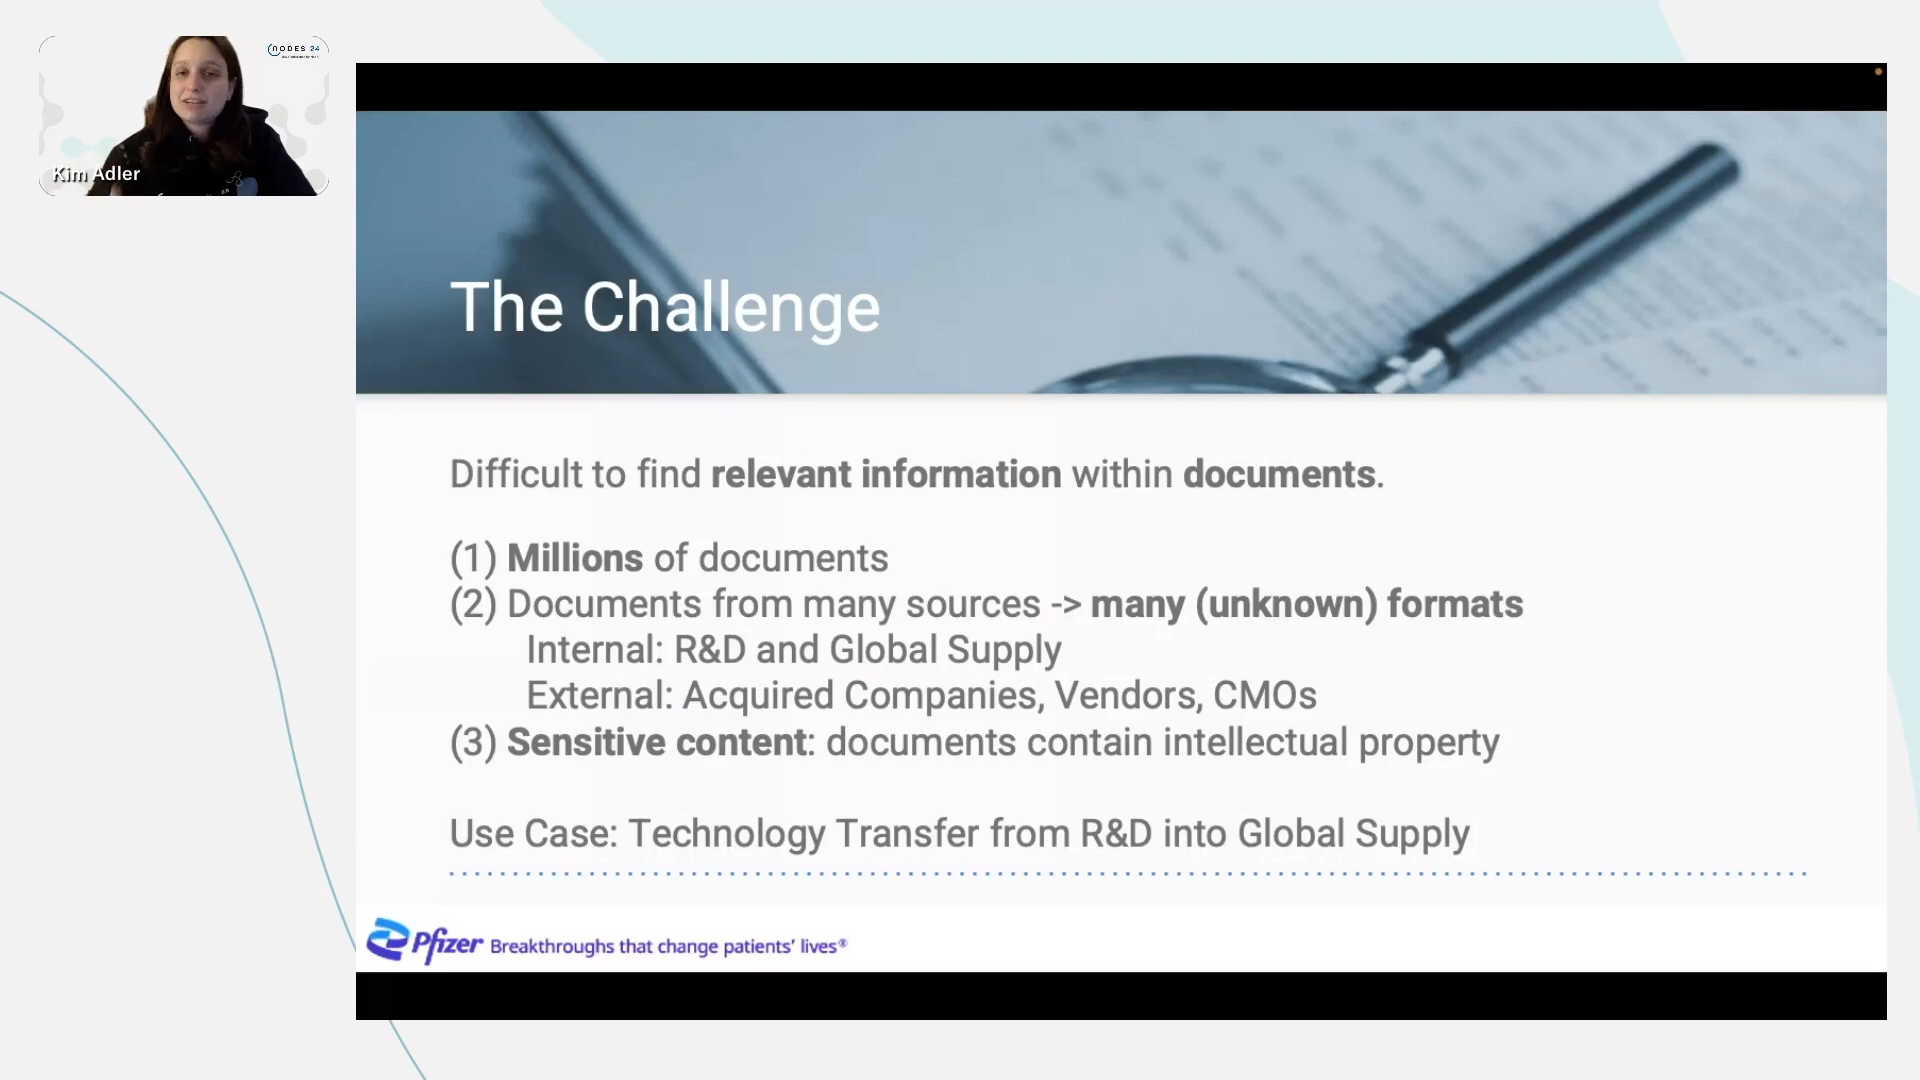 NODES 24
Kim Adler
The Challenge
Difficult to find relevant information within documents.
(1) Millions of documents
(2) Documents from many sources -> many (unknown) formats
Internal: R&D and Global Supply
External: Acquired Companies, Vendors, CMOs
(3) Sensitive content: documents contain intellectual property
Use Case: Technology Transfer from R&D into Global Supply
Pfizer Breakthroughs that change patients' lives®